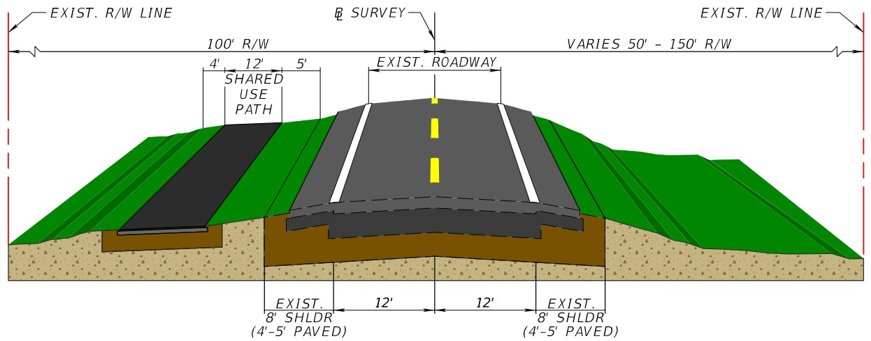 EXIST. R/W LINE
℄ SURVEY
EXIST. R/W LINE
100' R/W
VARIES 50' - 150' R/W
4'
12'
5'
EXIST. ROADWAY
SHARED
USE
PATH
EXIST.
8' SHLDR
(4'-5' PAVED)
12'
12'
EXIST.
8' SHLDR
(4'-5' PAVED)